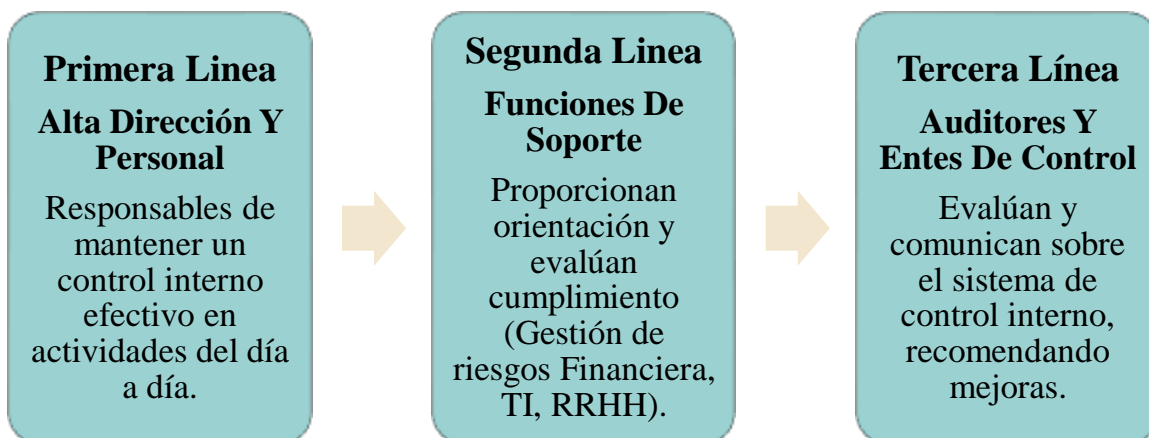 Primera Linea
Alta Dirección Y
Personal
Responsables de
mantener un
control interno
efectivo en
actividades del día
a día.
Segunda Linea
Funciones De
Soporte
Proporcionan
orientación y
evalúan
cumplimiento
(Gestión de
riesgos Financiera,
TI, RRHH).
Tercera Línea
Auditores Y
Entes De Control
Evalúan y
comunican sobre
el sistema de
control interno,
recomendando
mejoras.